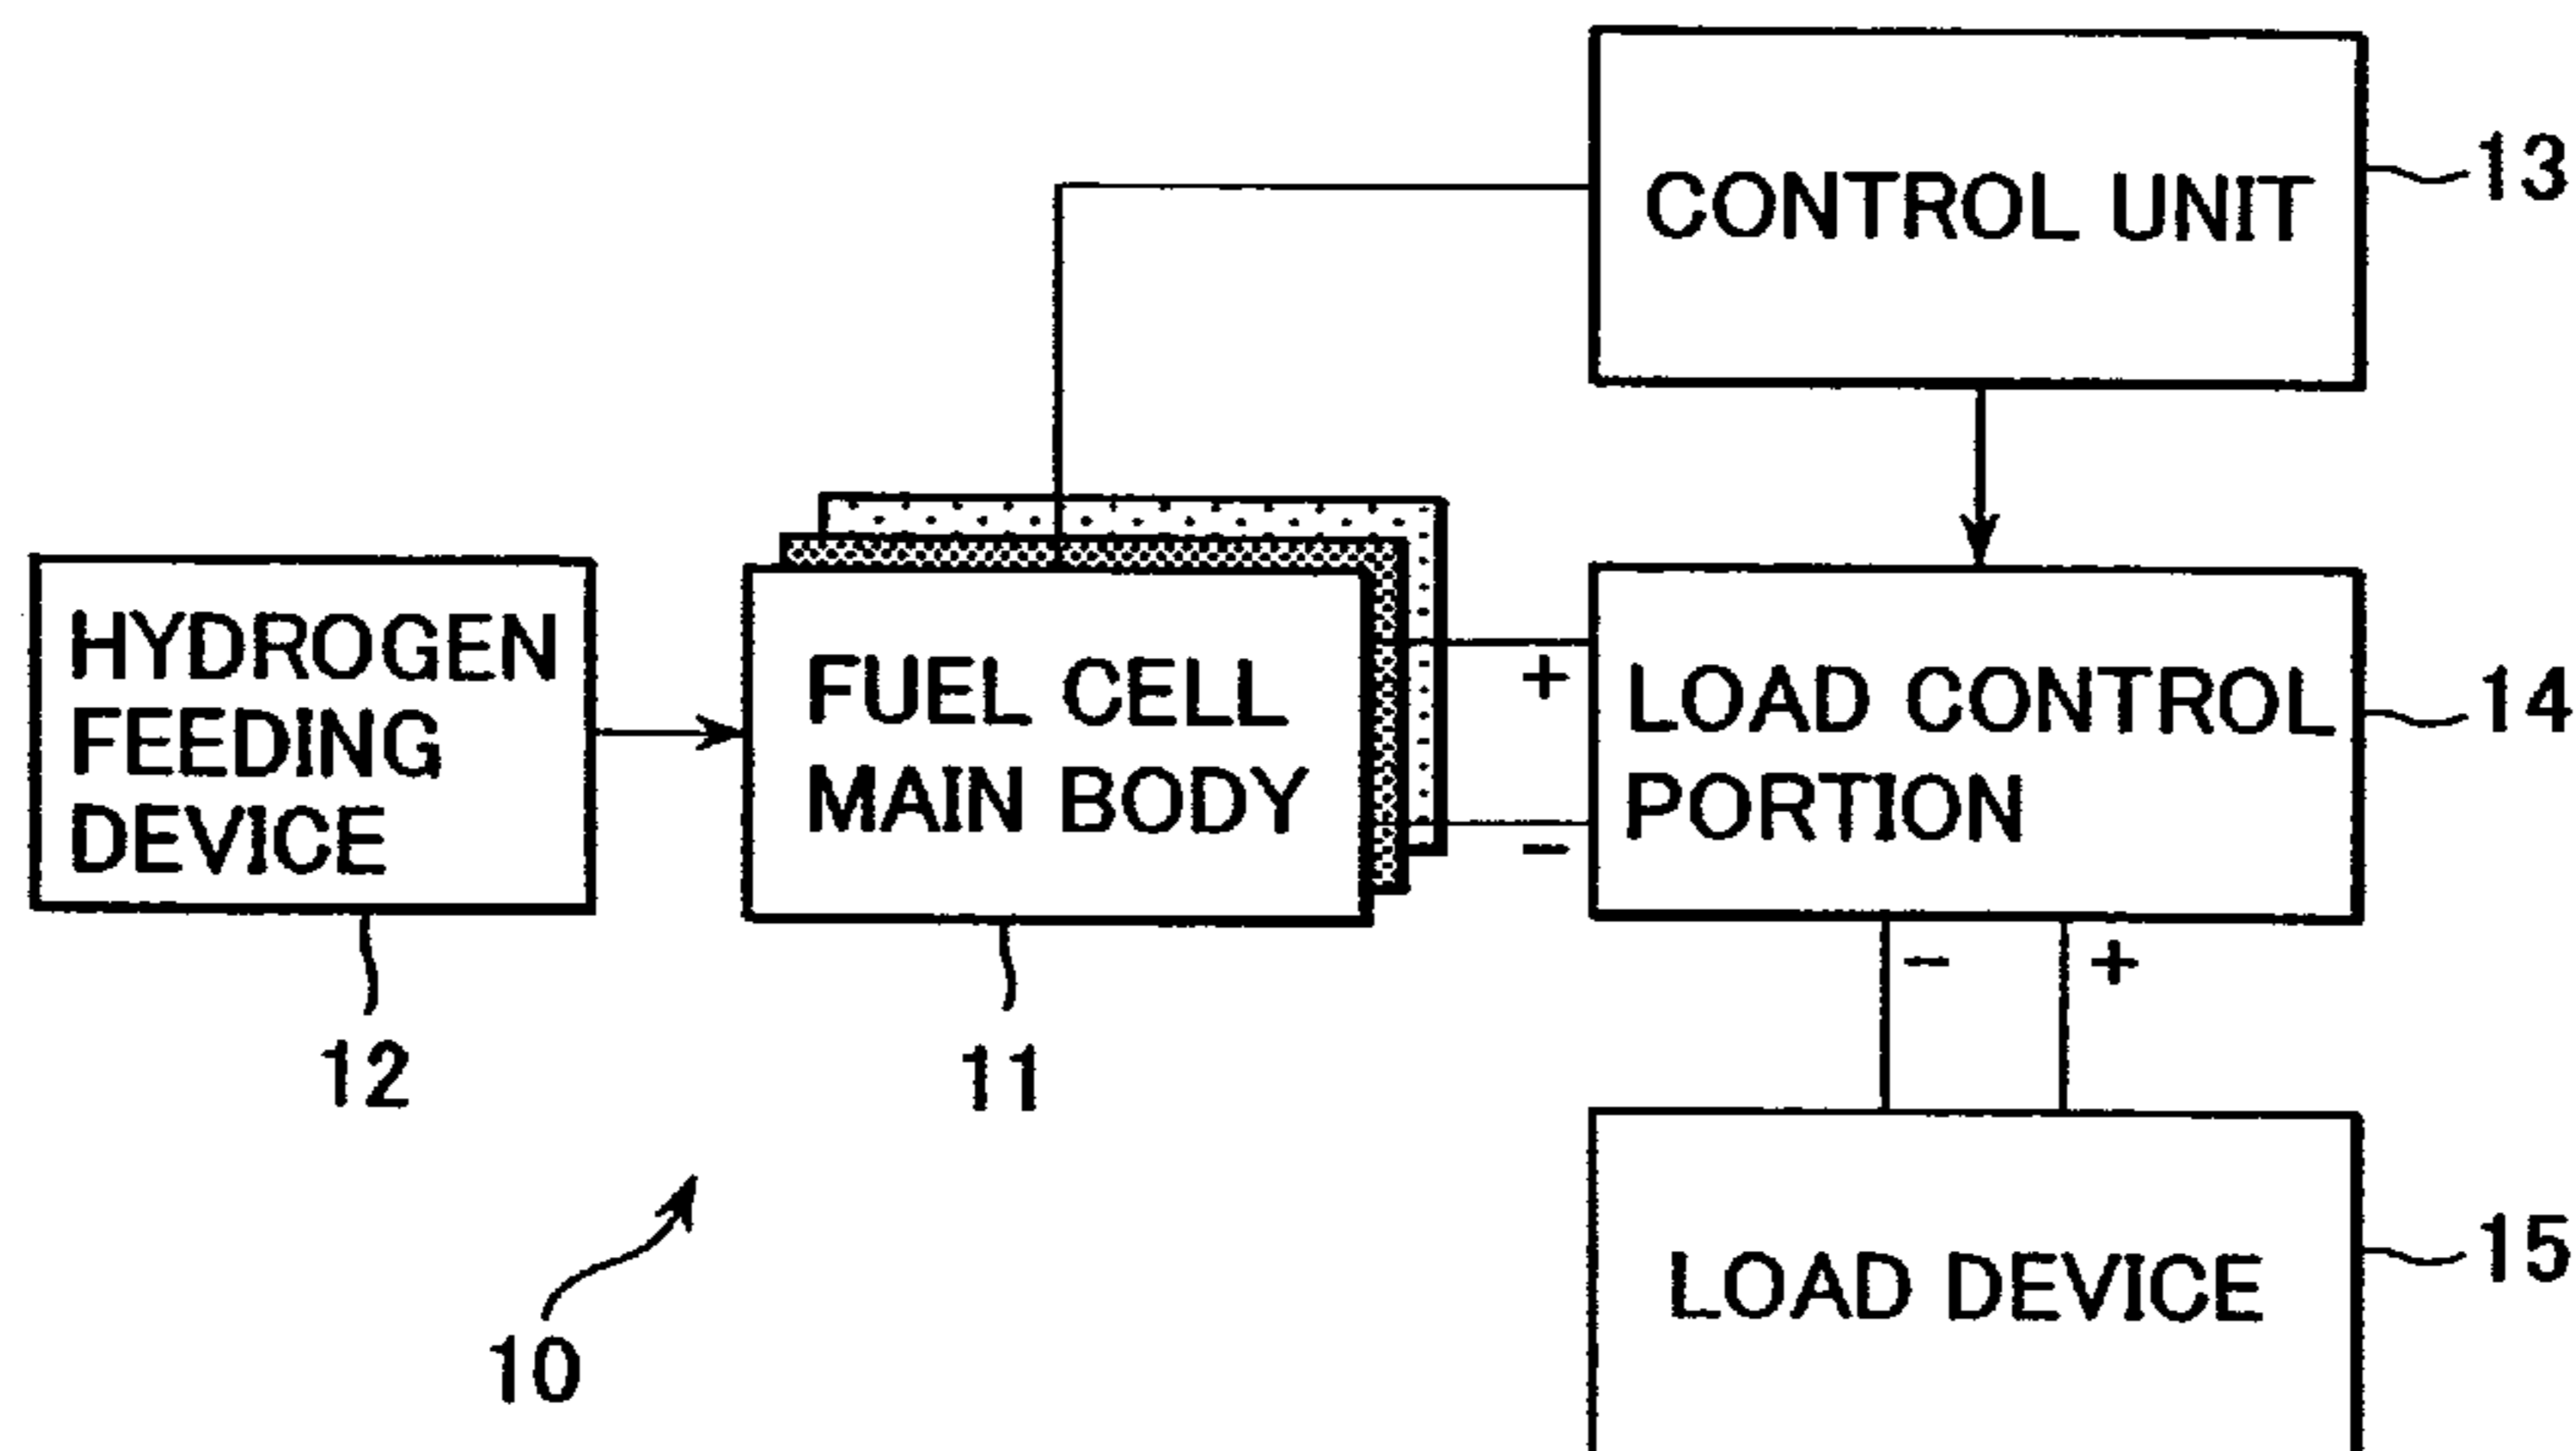 CONTROL UNIT
13
HYDROGEN
FEEDING
DEVICE
12
FUEL CELL
MAIN BODY
11
+
-
LOAD CONTROL
PORTION
14
- +
LOAD DEVICE
15
10